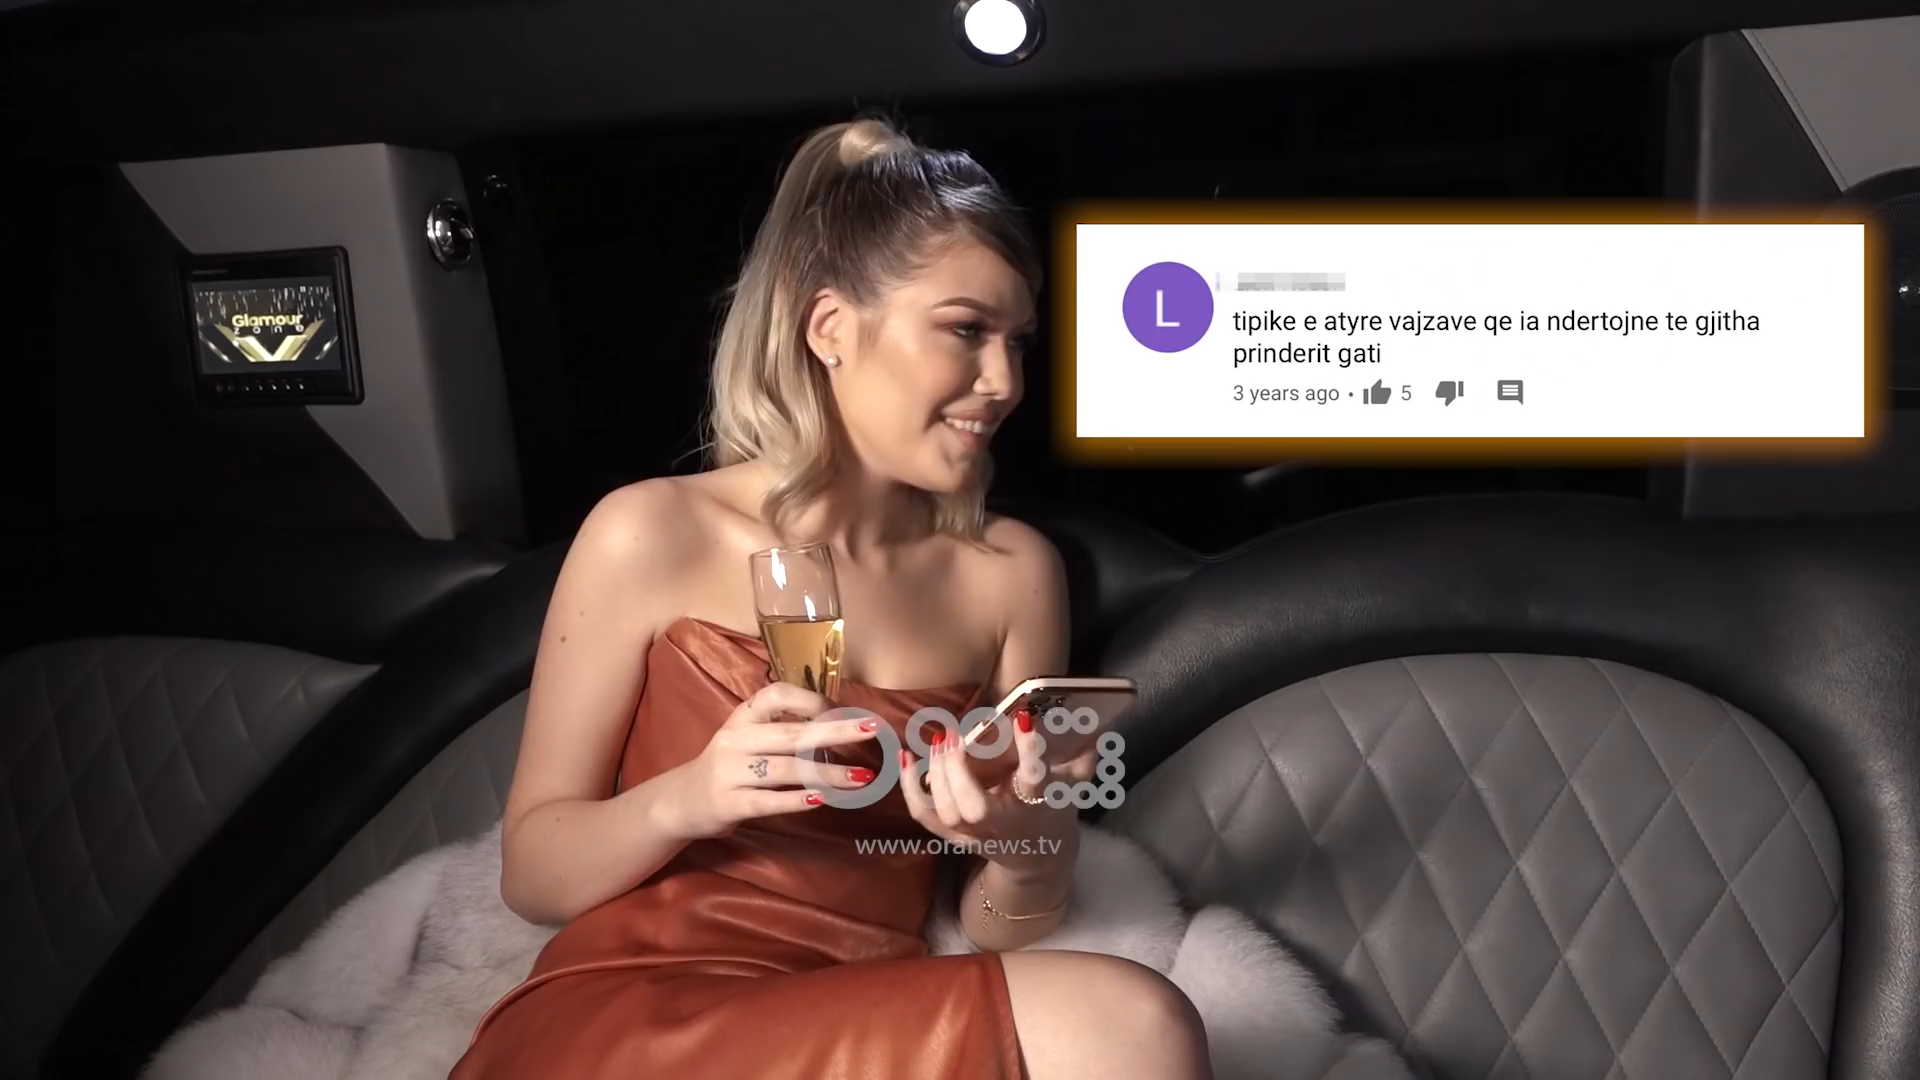 Glamour
zone
L
tipike e atyre vajzave qe ia ndertojne te gjitha
prinderit gati
3 years ago • 5
ora
www.oranews.tv